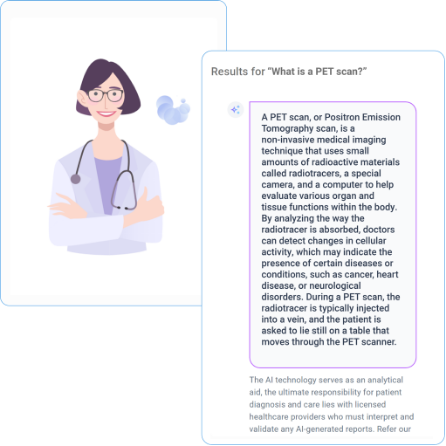 Results for "What is a PET scan?"
A PET scan, or Positron Emission
Tomography scan, is a
non-invasive medical imaging
technique that uses small
amounts of radioactive materials
called radiotracers, a special
camera, and a computer to help
evaluate various organ and
tissue functions within the body.
By analyzing the way the
radiotracer is absorbed, doctors
can detect changes in cellular
activity, which may indicate the
presence of certain diseases or
conditions, such as cancer, heart
disease, or neurological
disorders. During a PET scan, the
radiotracer is typically injected
into a vein, and the patient is
asked to lie still on a table that
moves through the PET scanner.
The AI technology serves as an analytical
aid, the ultimate responsibility for patient
diagnosis and care lies with licensed
healthcare providers who must interpret and
validate any AI-generated reports. Refer our